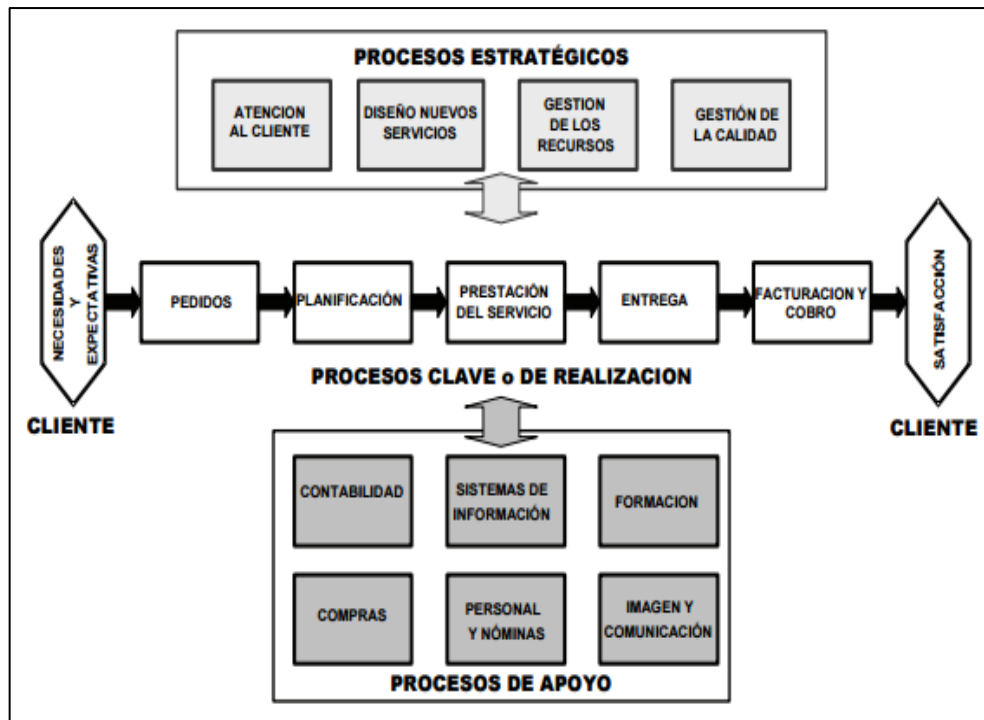 PROCESOS ESTRATÉGICOS
ATENCION
AL CLIENTE
DISEÑO NUEVOS
SERVICIOS
GESTION
DE LOS
RECURSOS
GESTIÓN DE
LA CALIDAD
NECESIDADES
Y
EXPECTATIVAS
CLIENTE
PEDIDOS
PLANIFICACIÓN
PRESTACIÓN
DEL SERVICIO
ENTREGA
FACTURACION Y
COBRO
SATISFACCIÓN
CLIENTE
PROCESOS CLAVE o DE REALIZACION
CONTABILIDAD
SISTEMAS DE
INFORMACIÓN
FORMACION
COMPRAS
PERSONAL
Y NÓMINAS
IMAGEN Y
COMUNICACIÓN
PROCESOS DE APOYO